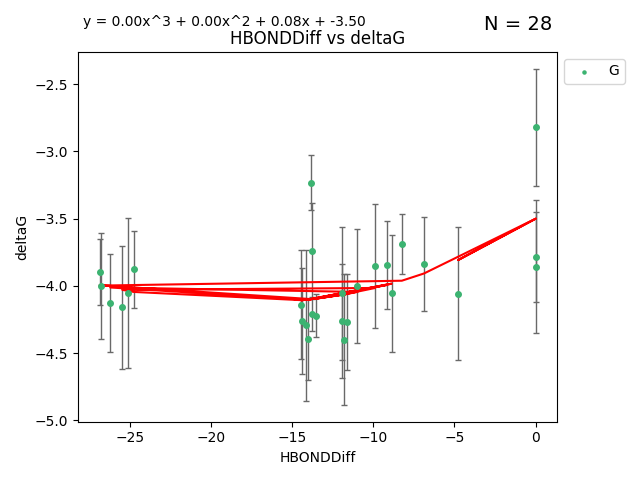 y = 0.00x^3 + 0.00x^2 + 0.08x + -3.50
N = 28
HBONDDiff vs deltaG
G
deltaG
−2.5
−3.0
−3.5
−4.0
−4.5
−5.0
−25
−20
−15
−10
−5
0
HBONDDiff